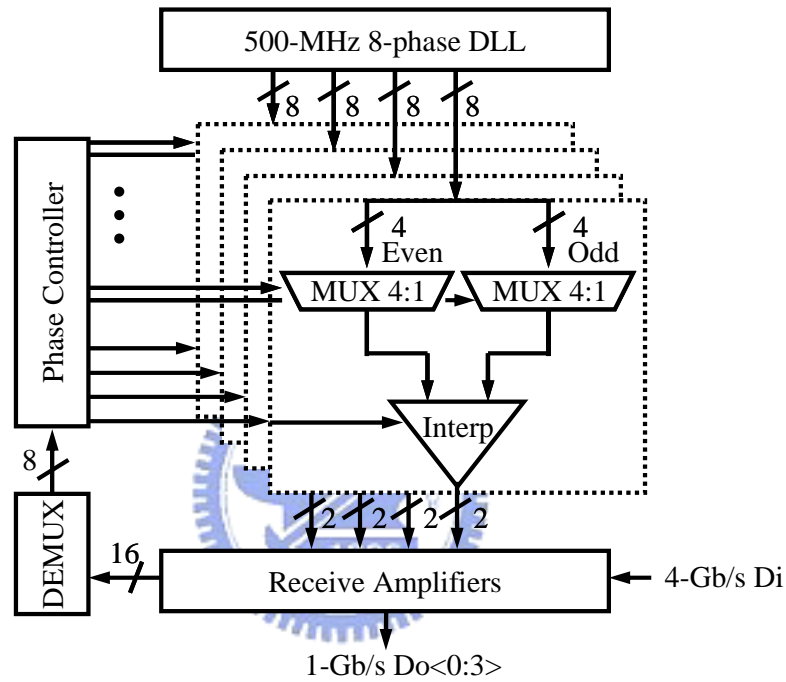 500-MHz 8-phase DLL
8 8 8 8
Phase Controller
4 4
Even Odd
MUX 4:1 MUX 4:1
Interp
8
2 2 2 2
DEMUX
16
Receive Amplifiers
4-Gb/s Di
1-Gb/s Do<0:3>